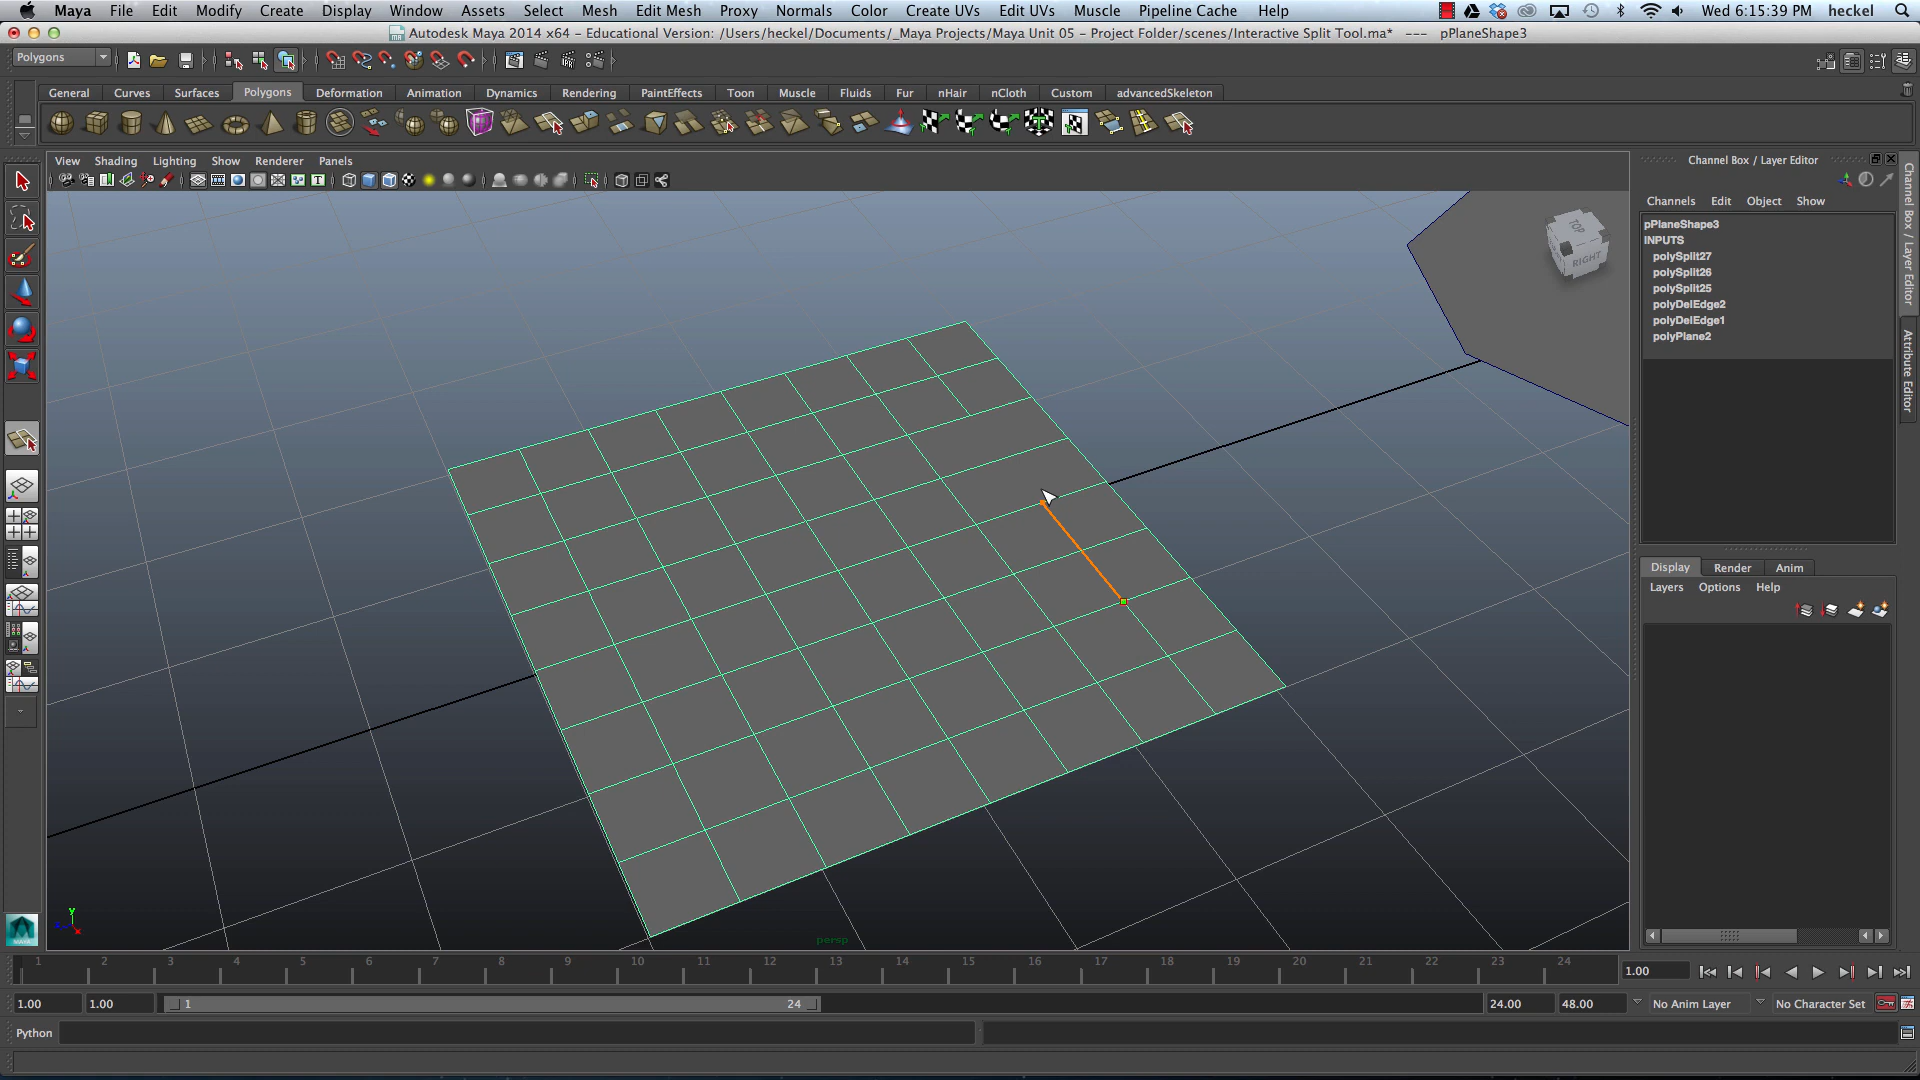 Maya File Edit Modify Create Display Window Assets Select Mesh Edit Mesh Proxy Normals Color Create UVs Edit UVs Muscle Pipeline Cache Help Wed 6:15:39 PM heckel
Autodesk Maya 2014 x64 - Educational Version: /Users/heckel/Documents/_Maya Projects/Maya Unit 05 - Project Folder/scenes/Interactive Split Tool.ma* --- pPlaneShape3
Polygons
General Curves Surfaces Polygons Deformation Animation Dynamics Rendering PaintEffects Toon Muscle Fluids Fur nHair nCloth Custom advancedSkeleton
View Shading Lighting Show Renderer Panels
Channel Box / Layer Editor
Channels Edit Object Show
pPlaneShape3
INPUTS
polySplit27
polySplit26
polySplit25
polyDelEdge2
polyDelEdge1
polyPlane2
Channel Box / Layer Editor
Attribute Editor
TOP
RIGHT
Display Render Anim
Layers Options Help
y
x
persp
1 2 3 4 5 6 7 8 9 10 11 12 13 14 15 16 17 18 19 20 21 22 23 24 1.00
1.00 1.00 1 24 24.00 48.00 No Anim Layer No Character Set
Python